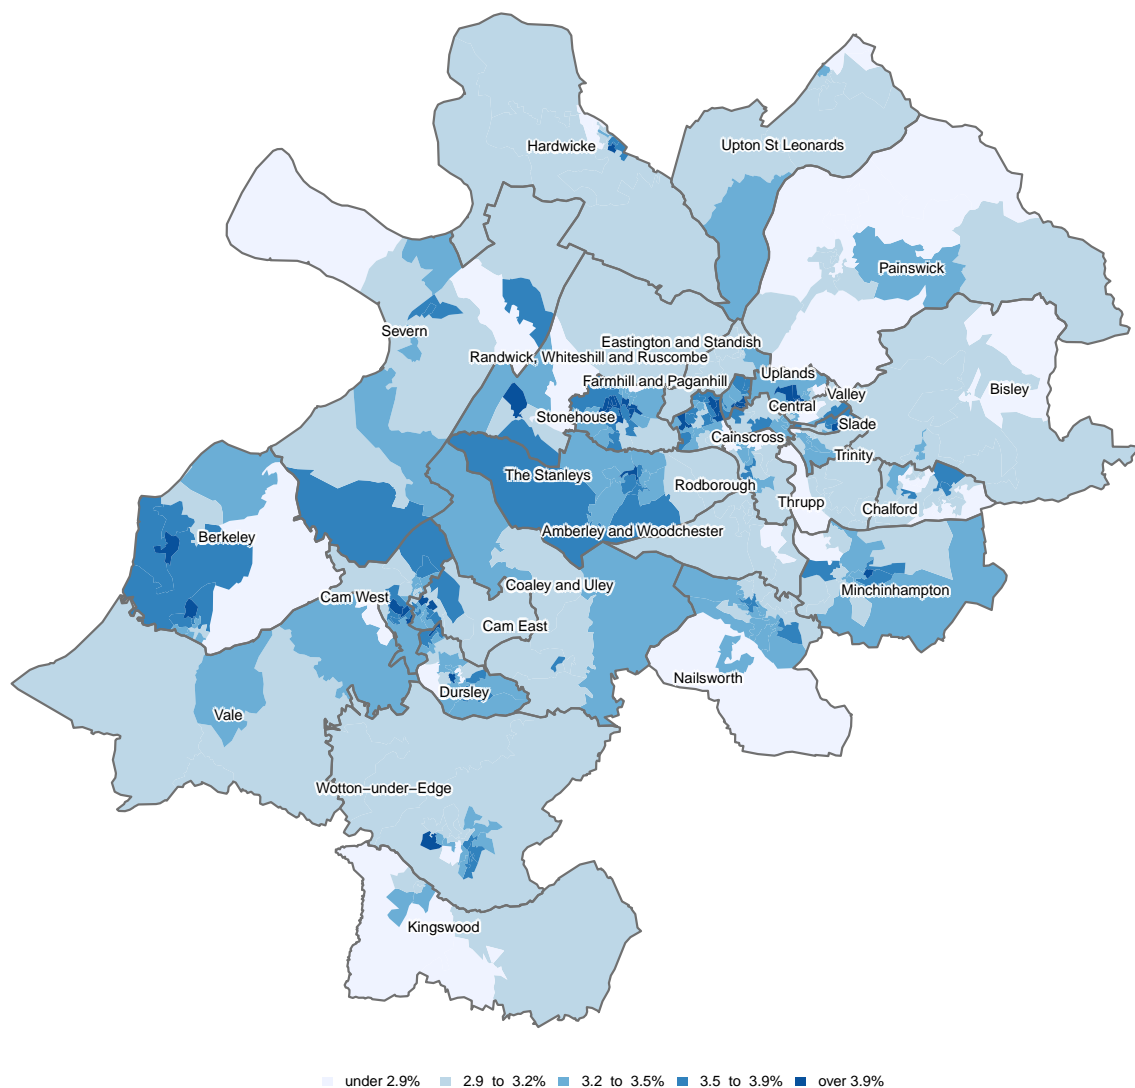 Hardwicke
Upton St Leonards
Painswick
Severn
Eastington and Standish
Randwick, Whiteshill and Ruscombe
Uplands
Farmhill and Paganhill
Bisley
Valley
Central
Stonehouse
Slade
Cainscross
Trinity
The Stanleys
Rodborough
Thrupp
Chalford
Amberley and Woodchester
Berkeley
Coaley and Uley
Minchinhampton
Cam West
Cam East
Nailsworth
Dursley
Vale
Wotton−under−Edge
Kingswood
under 2.9% 2.9 to 3.2% 3.2 to 3.5% 3.5 to 3.9% over 3.9%